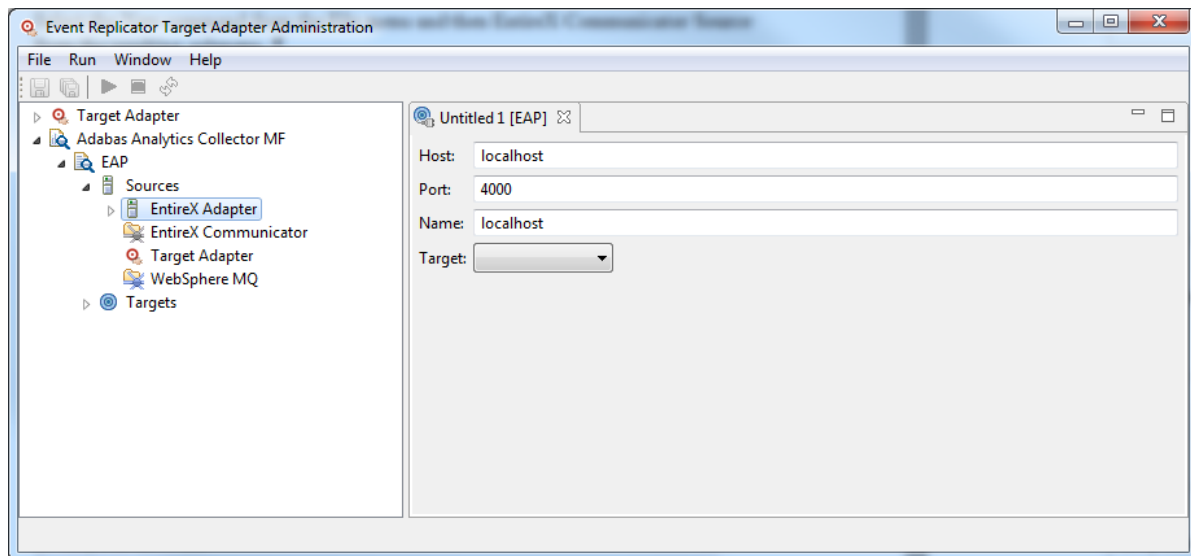 Event Replicator Target Adapter Administration
File Run Window Help
Target Adapter
Adabas Analytics Collector MF
EAP
Sources
EntireX Adapter
EntireX Communicator
Target Adapter
WebSphere MQ
Targets
Untitled 1 [EAP]
Host: localhost
Port: 4000
Name: localhost
Target: